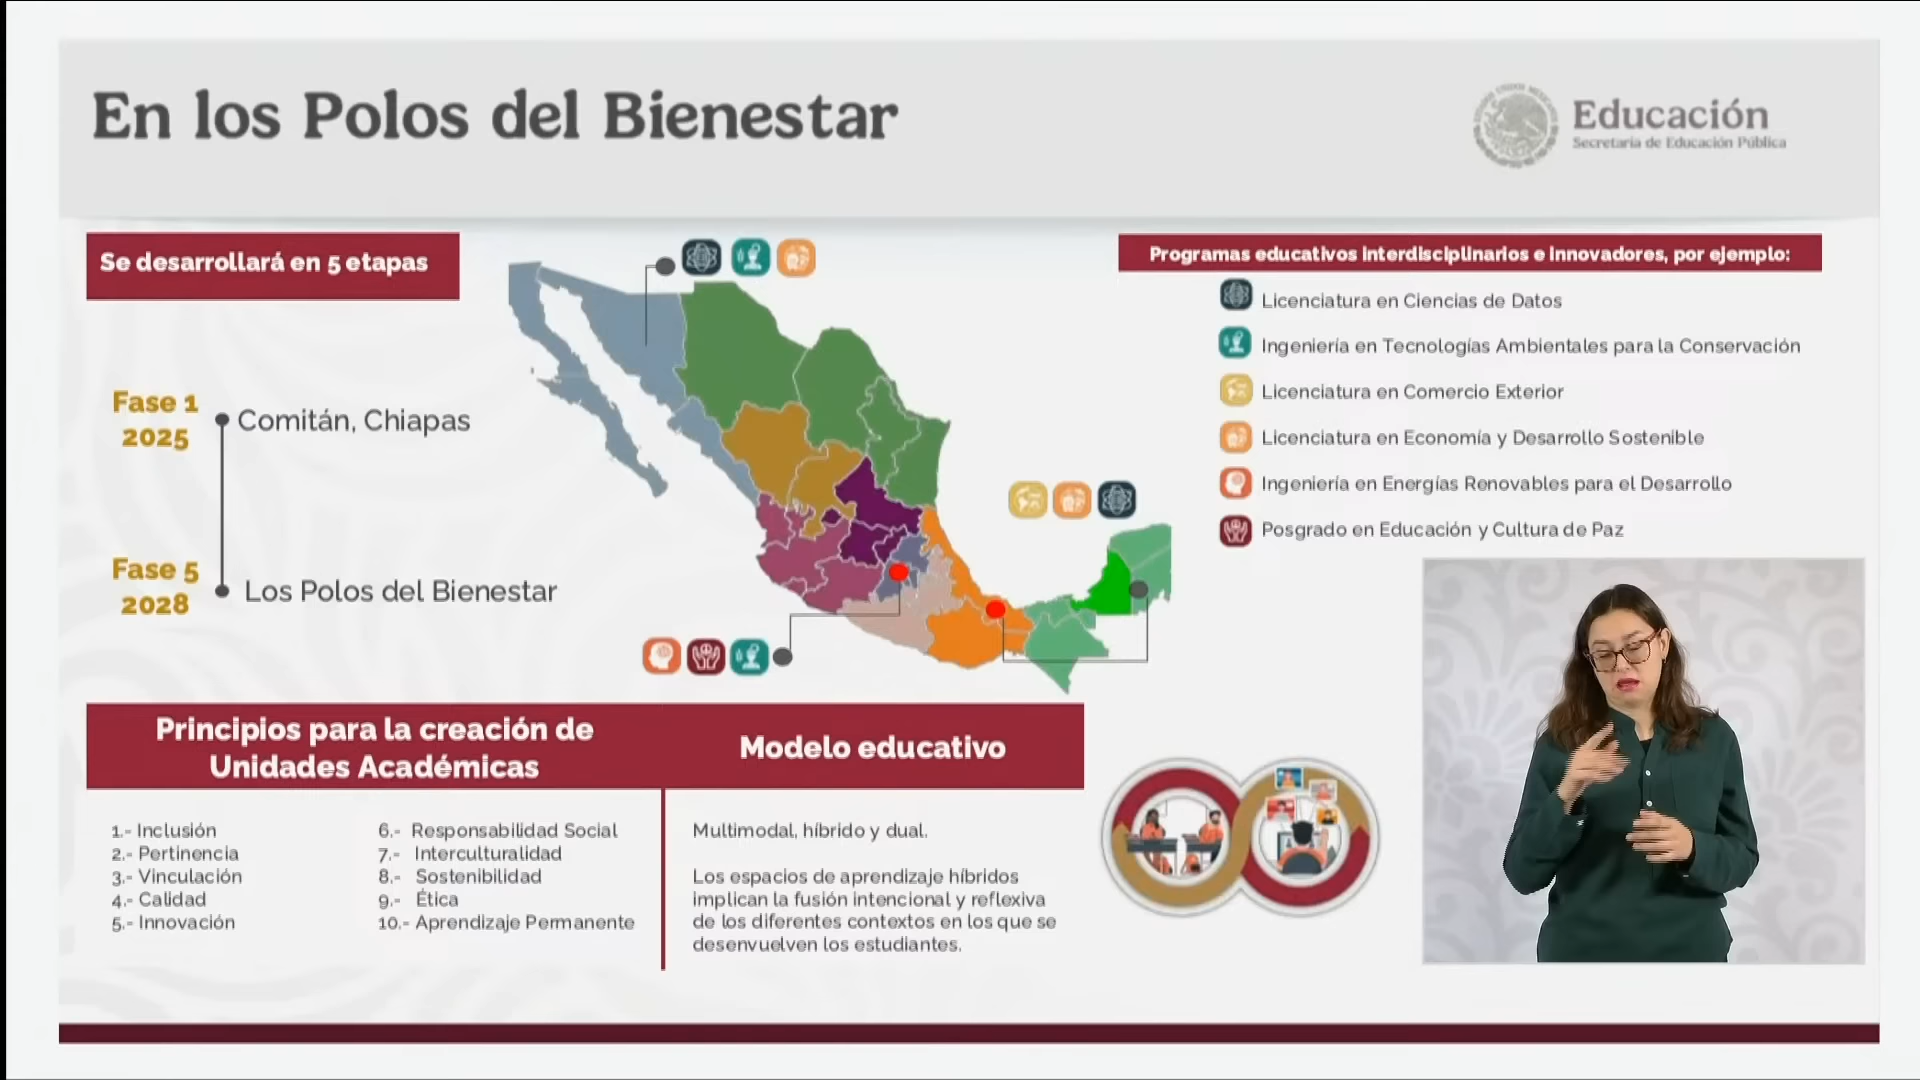 En los Polos del Bienestar
Educación
Secretaría de Educación Pública
Se desarrollará en 5 etapas
Fase 1
2025
Comitán, Chiapas
Fase 5
2028
Los Polos del Bienestar
Programas educativos interdisciplinarios e innovadores, por ejemplo:
Licenciatura en Ciencias de Datos
Ingeniería en Tecnologías Ambientales para la Conservación
Licenciatura en Comercio Exterior
Licenciatura en Economía y Desarrollo Sostenible
Ingeniería en Energías Renovables para el Desarrollo
Posgrado en Educación y Cultura de Paz
Principios para la creación de
Unidades Académicas
1.- Inclusión
2.- Pertinencia
3.- Vinculación
4.- Calidad
5.- Innovación
6.- Responsabilidad Social
7.- Interculturalidad
8.- Sostenibilidad
9.- Ética
10.- Aprendizaje Permanente
Modelo educativo
Multimodal, híbrido y dual.
Los espacios de aprendizaje híbridos
implican la fusión intencional y reflexiva
de los diferentes contextos en los que se
desenvuelven los estudiantes.